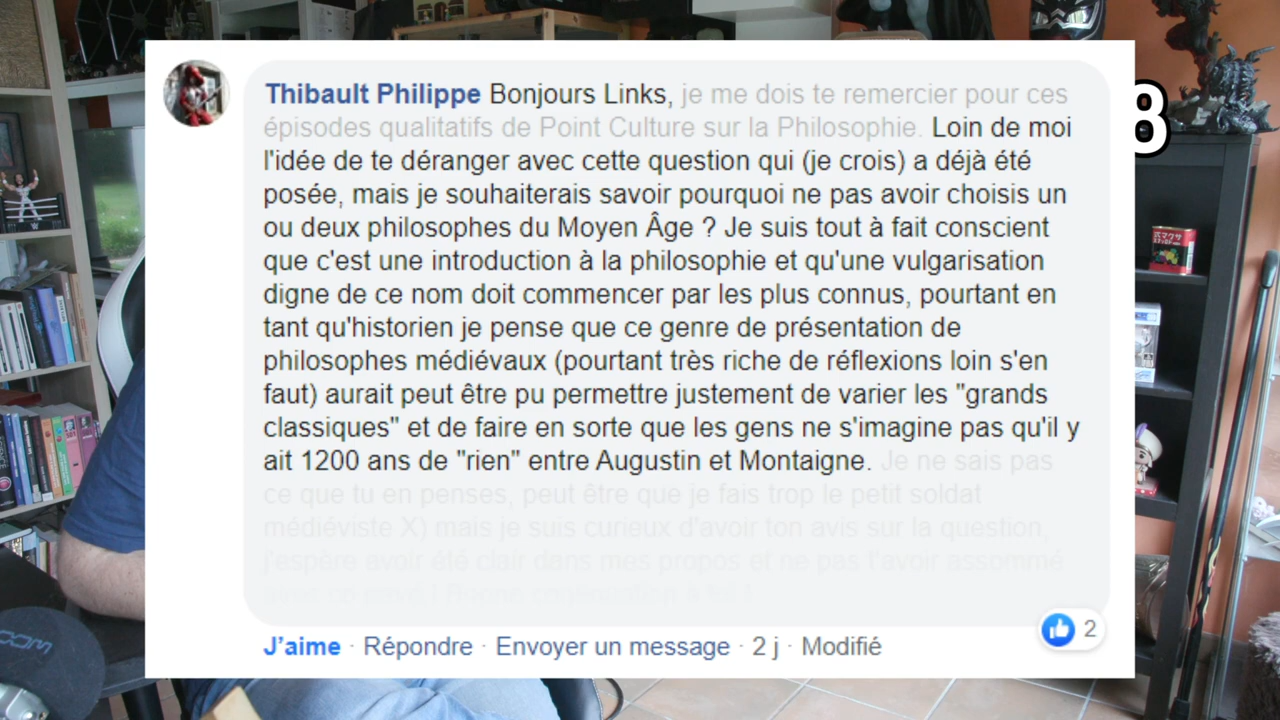 Thibault Philippe Bonjours Links, je me dois te remercier pour ces
épisodes qualitatifs de Point Culture sur la Philosophie. Loin de moi
l'idée de te déranger avec cette question qui (je crois) a déjà été
posée, mais je souhaiterais savoir pourquoi ne pas avoir choisis un
ou deux philosophes du Moyen Âge ? Je suis tout à fait conscient
que c'est une introduction à la philosophie et qu'une vulgarisation
digne de ce nom doit commencer par les plus connus, pourtant en
tant qu'historien je pense que ce genre de présentation de
philosophes médiévaux (pourtant très riche de réflexions loin s'en
faut) aurait peut être pu permettre justement de varier les "grands
classiques" et de faire en sorte que les gens ne s'imagine pas qu'il y
ait 1200 ans de "rien" entre Augustin et Montaigne. Je ne sais pas
ce que tu en penses, peut être que je fais trop le petit soldat
médiéviste X) mais je suis curieux d'avoir ton avis sur la question,
j'espère avoir été clair dans mes propos et ne pas t'avoir assommé
J'aime · Répondre · Envoyer un message · 2 j · Modifié
2
8